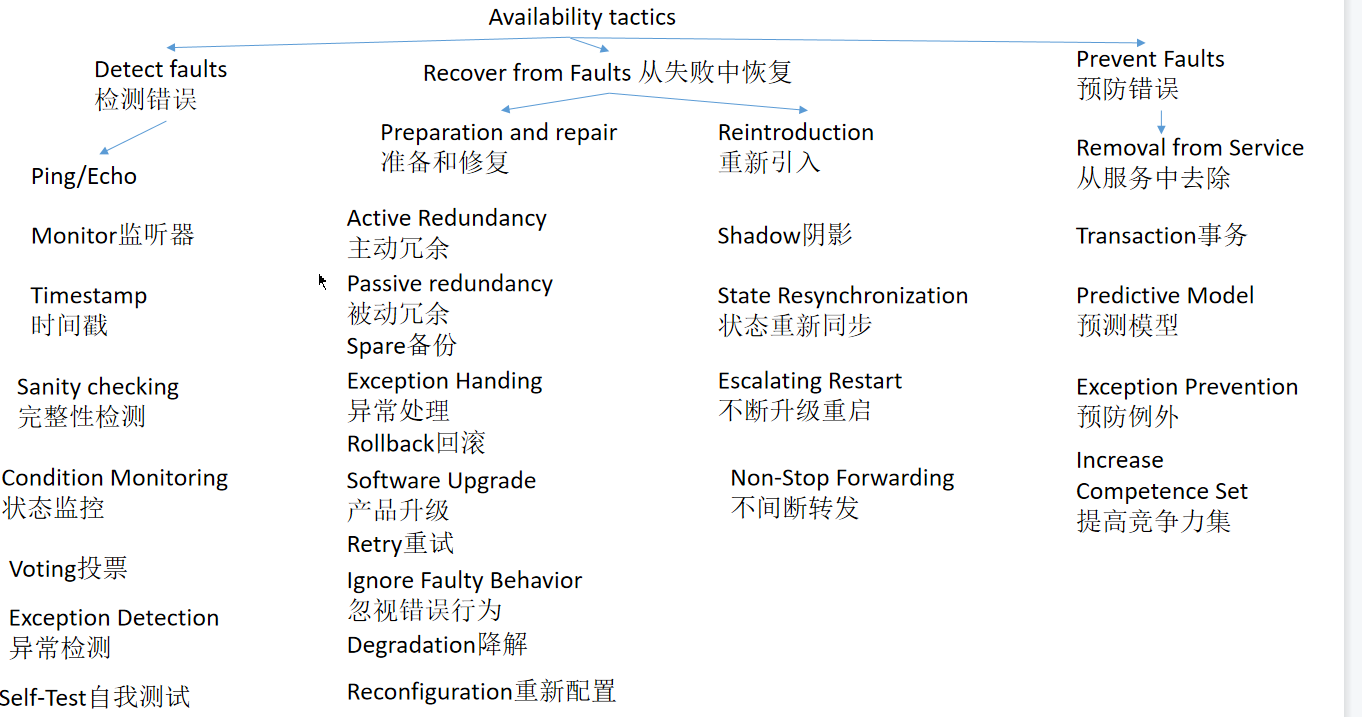 Availability tactics
Detect faults
检测错误
Ping/Echo
Monitor监听器
Timestamp
时间戳
Sanity checking
完整性检测
Condition Monitoring
状态监控
Voting投票
Exception Detection
异常检测
Self-Test自我测试
Recover from Faults 从失败中恢复
Preparation and repair
准备和修复
Active Redundancy
主动冗余
Passive redundancy
被动冗余
Spare备份
Exception Handing
异常处理
Rollback回滚
Software Upgrade
产品升级
Retry重试
Ignore Faulty Behavior
忽视错误行为
Degradation降解
Reconfiguration重新配置
Reintroduction
重新引入
Shadow阴影
State Resynchronization
状态重新同步
Escalating Restart
不断升级重启
Non-Stop Forwarding
不间断转发
Prevent Faults
预防错误
Removal from Service
从服务中去除
Transaction事务
Predictive Model
预测模型
Exception Prevention
预防例外
Increase
Competence Set
提高竞争力集